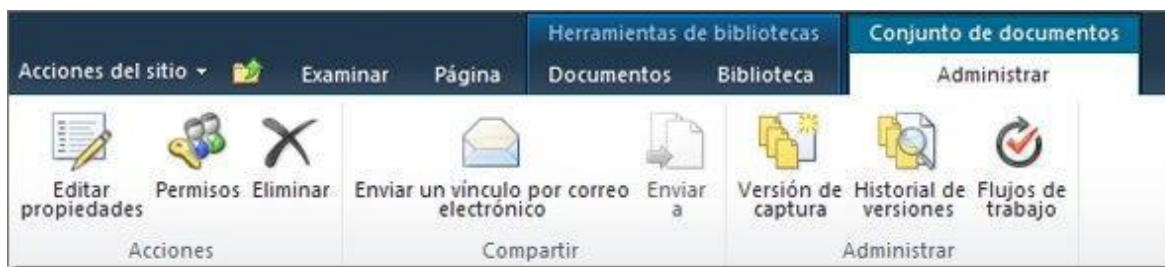 Herramientas de bibliotecas
Conjunto de documentos
Acciones del sitio
Examinar
Página
Documentos
Biblioteca
Administrar
Editar
propiedades
Permisos
Eliminar
Enviar un vínculo por correo
electrónico
Enviar
a
Versión de
captura
Historial de
versiones
Flujos de
trabajo
Acciones
Compartir
Administrar